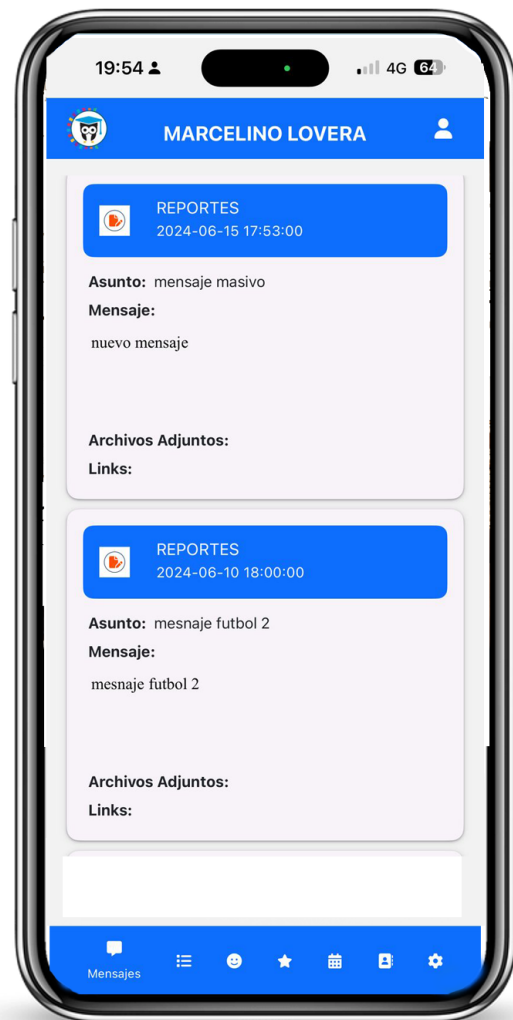 19:54
4G 64
MARCELINO LOVERA
REPORTES
2024-06-15 17:53:00
Asunto: mensaje masivo
Mensaje:
nuevo mensaje
Archivos Adjuntos:
Links:
REPORTES
2024-06-10 18:00:00
Asunto: mesnaje futbol 2
Mensaje:
mesnaje futbol 2
Archivos Adjuntos:
Links:
Mensajes